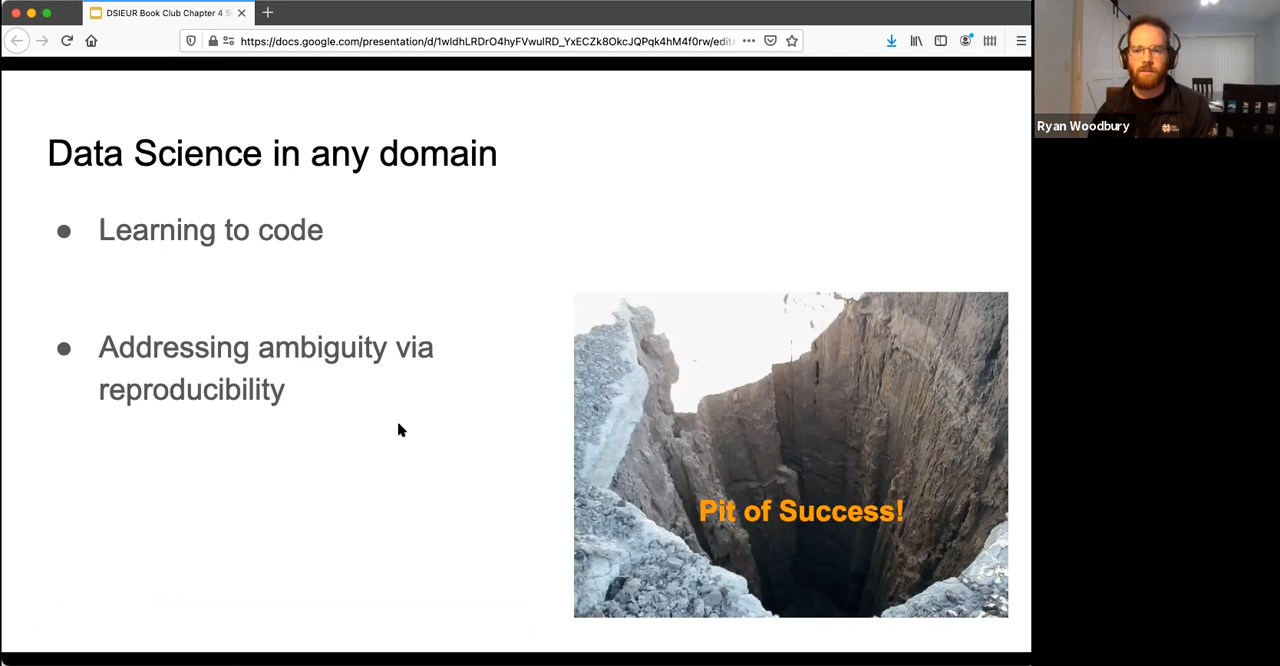 DSIEUR Book Club Chapter 4 S
https://docs.google.com/presentation/d/1wIdhLRDrO4hyFVwulRD_YxECZk8OkcJQPqk4hM4f0rw/edit
Ryan Woodbury
Data Science in any domain
● Learning to code
● Addressing ambiguity via
reproducibility
Pit of Success!